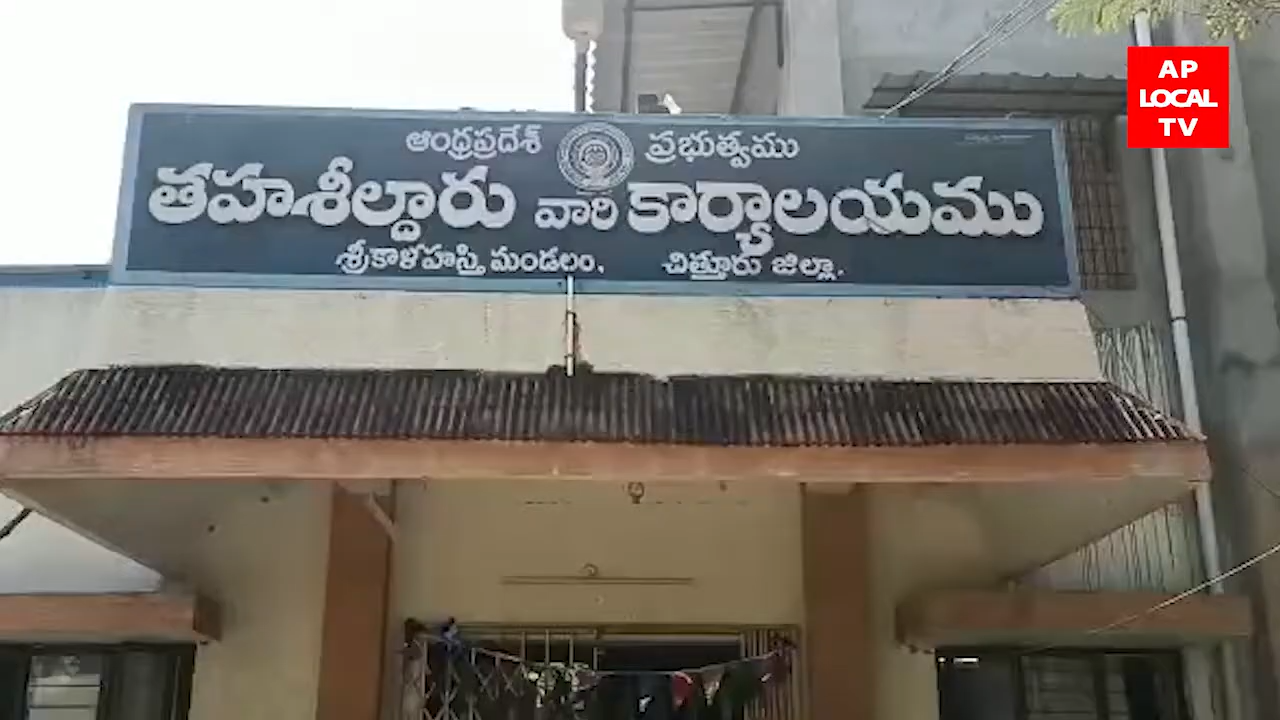 ఆంధ్రప్రదేశ్ ప్రభుత్వము
తహశీల్దారు వారి కార్యాలయము
శ్రీకాళహస్తి మండలం, చిత్తూరు జిల్లా.
AP
LOCAL
TV